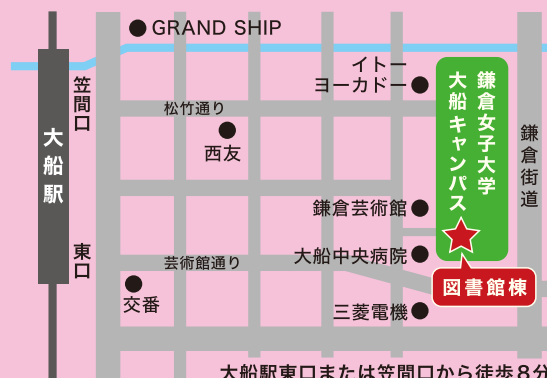 GRAND SHIP
イトー
ヨーカドー
笠間口
松竹通り
西友
大船駅
鎌倉女子大学
大船キャンパス
鎌倉街道
鎌倉芸術館
東口
芸術館通り
大船中央病院
図書館棟
交番
三菱電機
大船駅東口または笠間口から徒歩8分